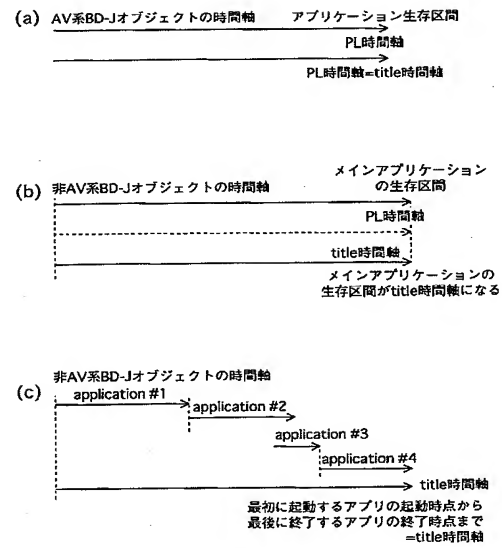 (a) AV系BD-Jオブジェクトの時間軸 アプリケーション生存区間
PL時間軸
PL時間軸=title時間軸
メインアプリケーション
の生存区間
(b) 非AV系BD-Jオブジェクトの時間軸
PL時間軸
title時間軸
メインアプリケーションの
生存区間がtitle時間軸になる
非AV系BD-Jオブジェクトの時間軸
(c) application #1
application #2
application #3
application #4
title時間軸
最初に起動するアプリの起動時点から
最後に終了するアプリの終了時点まで
=title時間軸